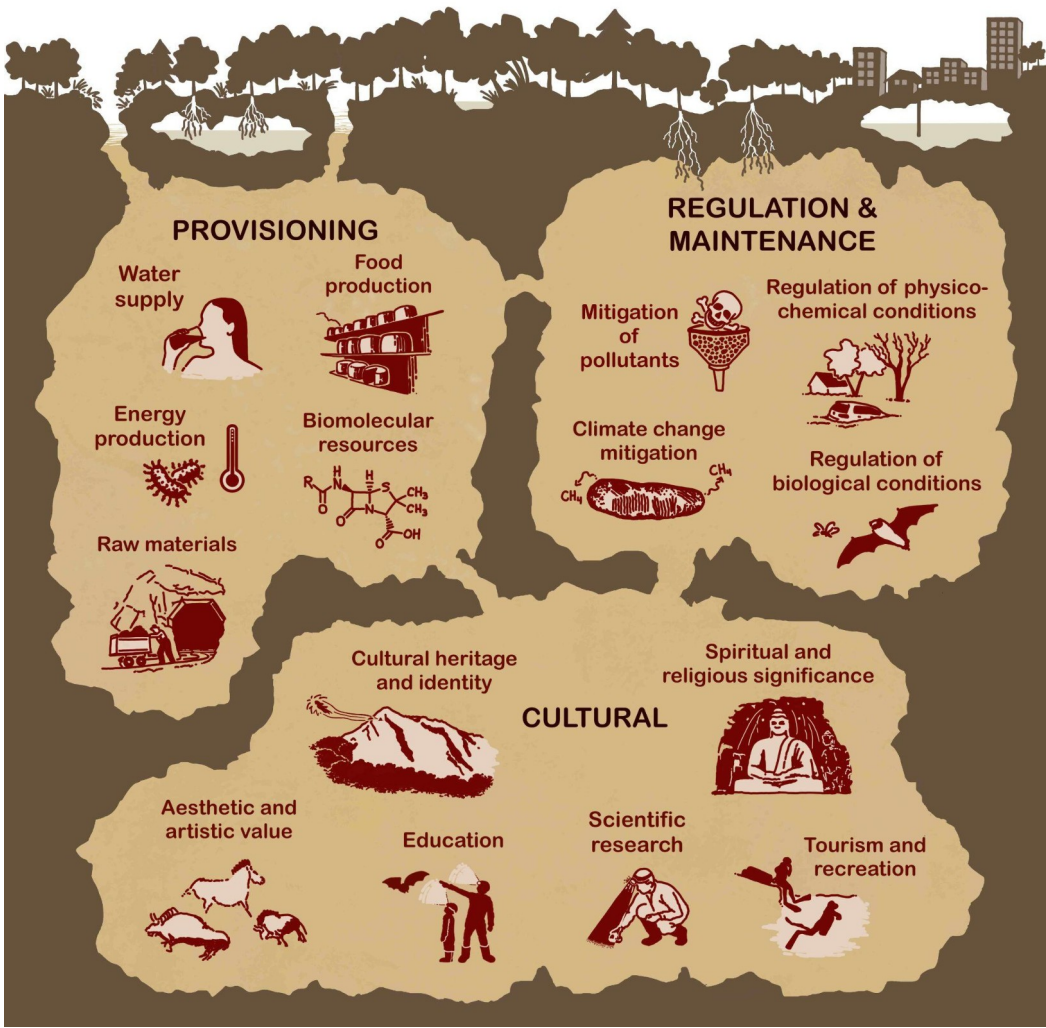 PROVISIONING
Water
supply
Food
production
Energy
production
Biomolecular
resources
R
O
H
N
H
S
N
O
CH3
CH3
O
OH
Raw materials
REGULATION &
MAINTENANCE
Mitigation
of
pollutants
Regulation of physico-
chemical conditions
Climate change
mitigation
CH4
CH4
Regulation of
biological conditions
CULTURAL
Cultural heritage
and identity
Spiritual and
religious significance
Aesthetic and
artistic value
Education
Scientific
research
Tourism and
recreation